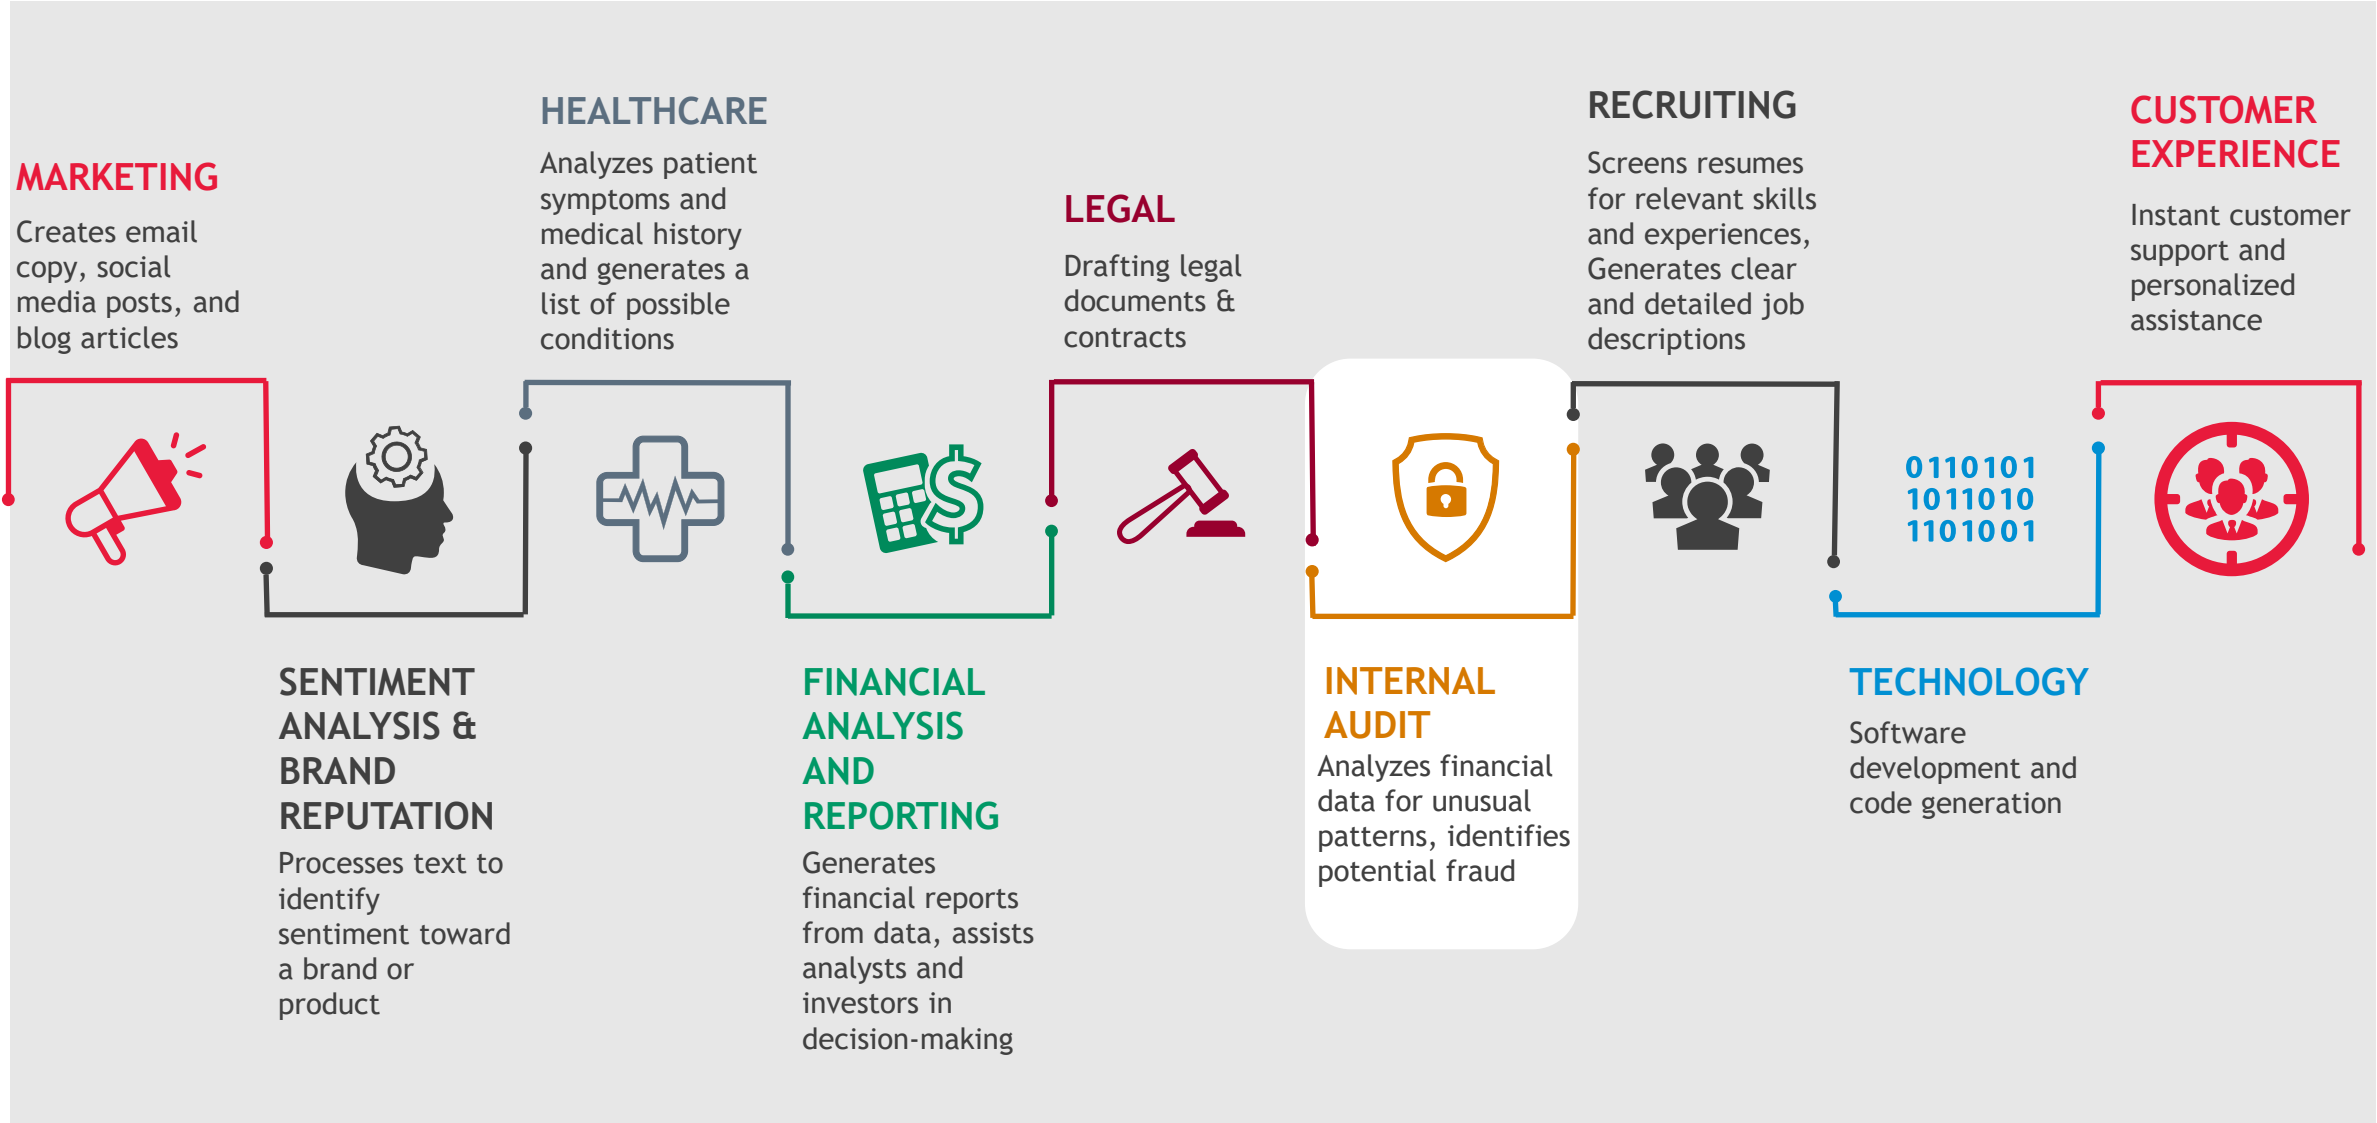 MARKETING
Creates email
copy, social
media posts, and
blog articles
SENTIMENT
ANALYSIS &
BRAND
REPUTATION
Processes text to
identify
sentiment toward
a brand or
product
HEALTHCARE
Analyzes patient
symptoms and
medical history
and generates a
list of possible
conditions
FINANCIAL
ANALYSIS
AND
REPORTING
Generates
financial reports
from data, assists
analysts and
investors in
decision-making
LEGAL
Drafting legal
documents &
contracts
INTERNAL
AUDIT
Analyzes financial
data for unusual
patterns, identifies
potential fraud
RECRUITING
Screens resumes
for relevant skills
and experiences,
Generates clear
and detailed job
descriptions
0110101
1011010
1101001
TECHNOLOGY
Software
development and
code generation
CUSTOMER
EXPERIENCE
Instant customer
support and
personalized
assistance
$